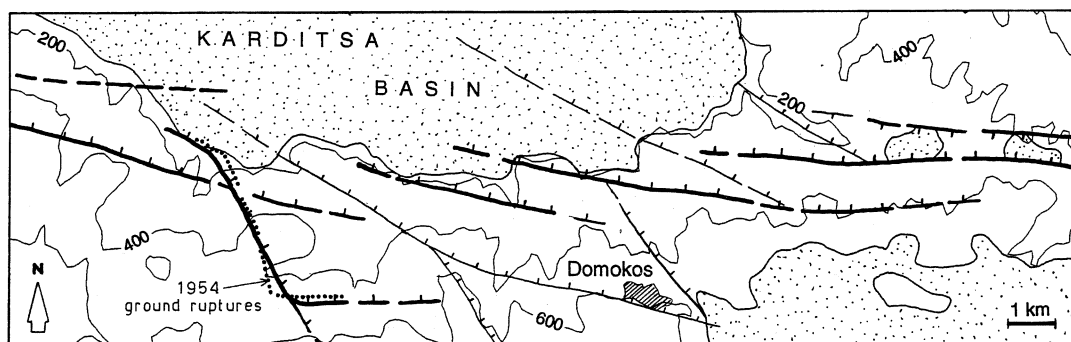 KARDITSA
BASIN
200
400
200
400
1954
ground ruptures
N
Domokos
600
1 km